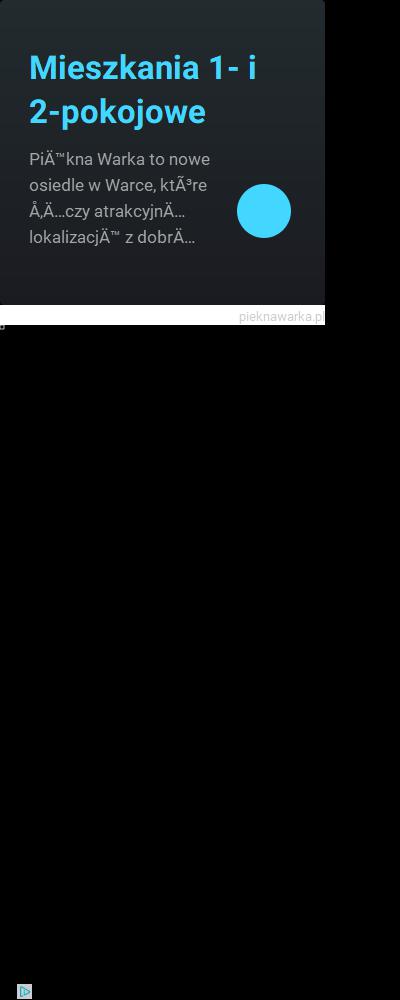 Mieszkania 1- i
2-pokojowe
PiÄ™kna Warka to nowe
osiedle w Warce, ktÃ³re
Å‚Ä…czy atrakcyjnÄ…
lokalizacjÄ™ z dobrÄ…
pieknawarka.pl